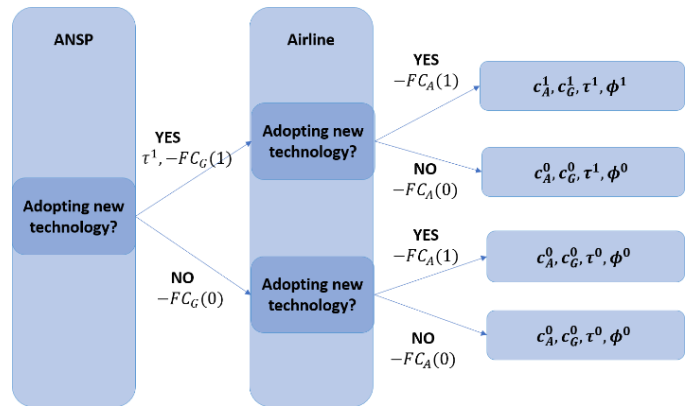 ANSP
Airline
YES
−FC_A(1)
c_A^1, c_G^1, τ^1, ϕ^1
YES
τ^1, −FC_G(1)
Adopting new
technology?
NO
−FC_A(0)
c_A^0, c_G^0, τ^1, ϕ^0
Adopting new
technology?
YES
−FC_A(1)
c_A^0, c_G^0, τ^0, ϕ^0
NO
−FC_G(0)
Adopting new
technology?
NO
−FC_A(0)
c_A^0, c_G^0, τ^0, ϕ^0